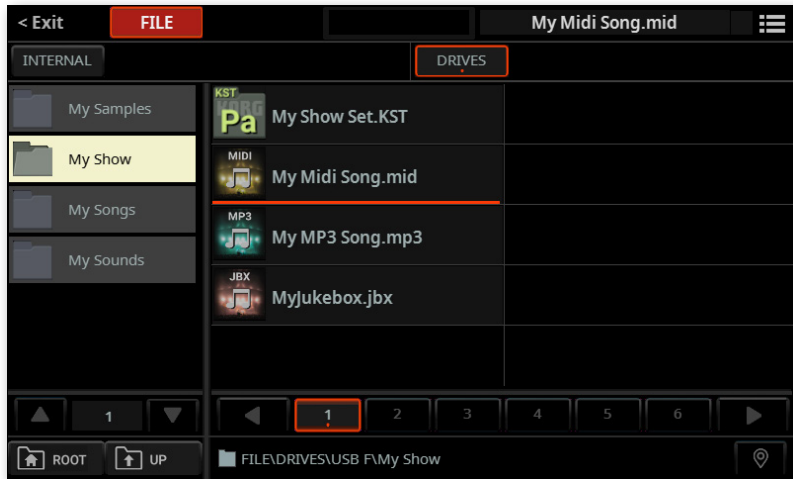 < Exit FILE My Midi Song.mid
INTERNAL DRIVES
My Samples
My Show
My Songs
My Sounds
KST
KORG
Pa
My Show Set.KST
MIDI
My Midi Song.mid
MP3
My MP3 Song.mp3
JBX
MyJukebox.jbx
1
1 2 3 4 5 6
ROOT UP
FILE\DRIVES\USB F\My Show